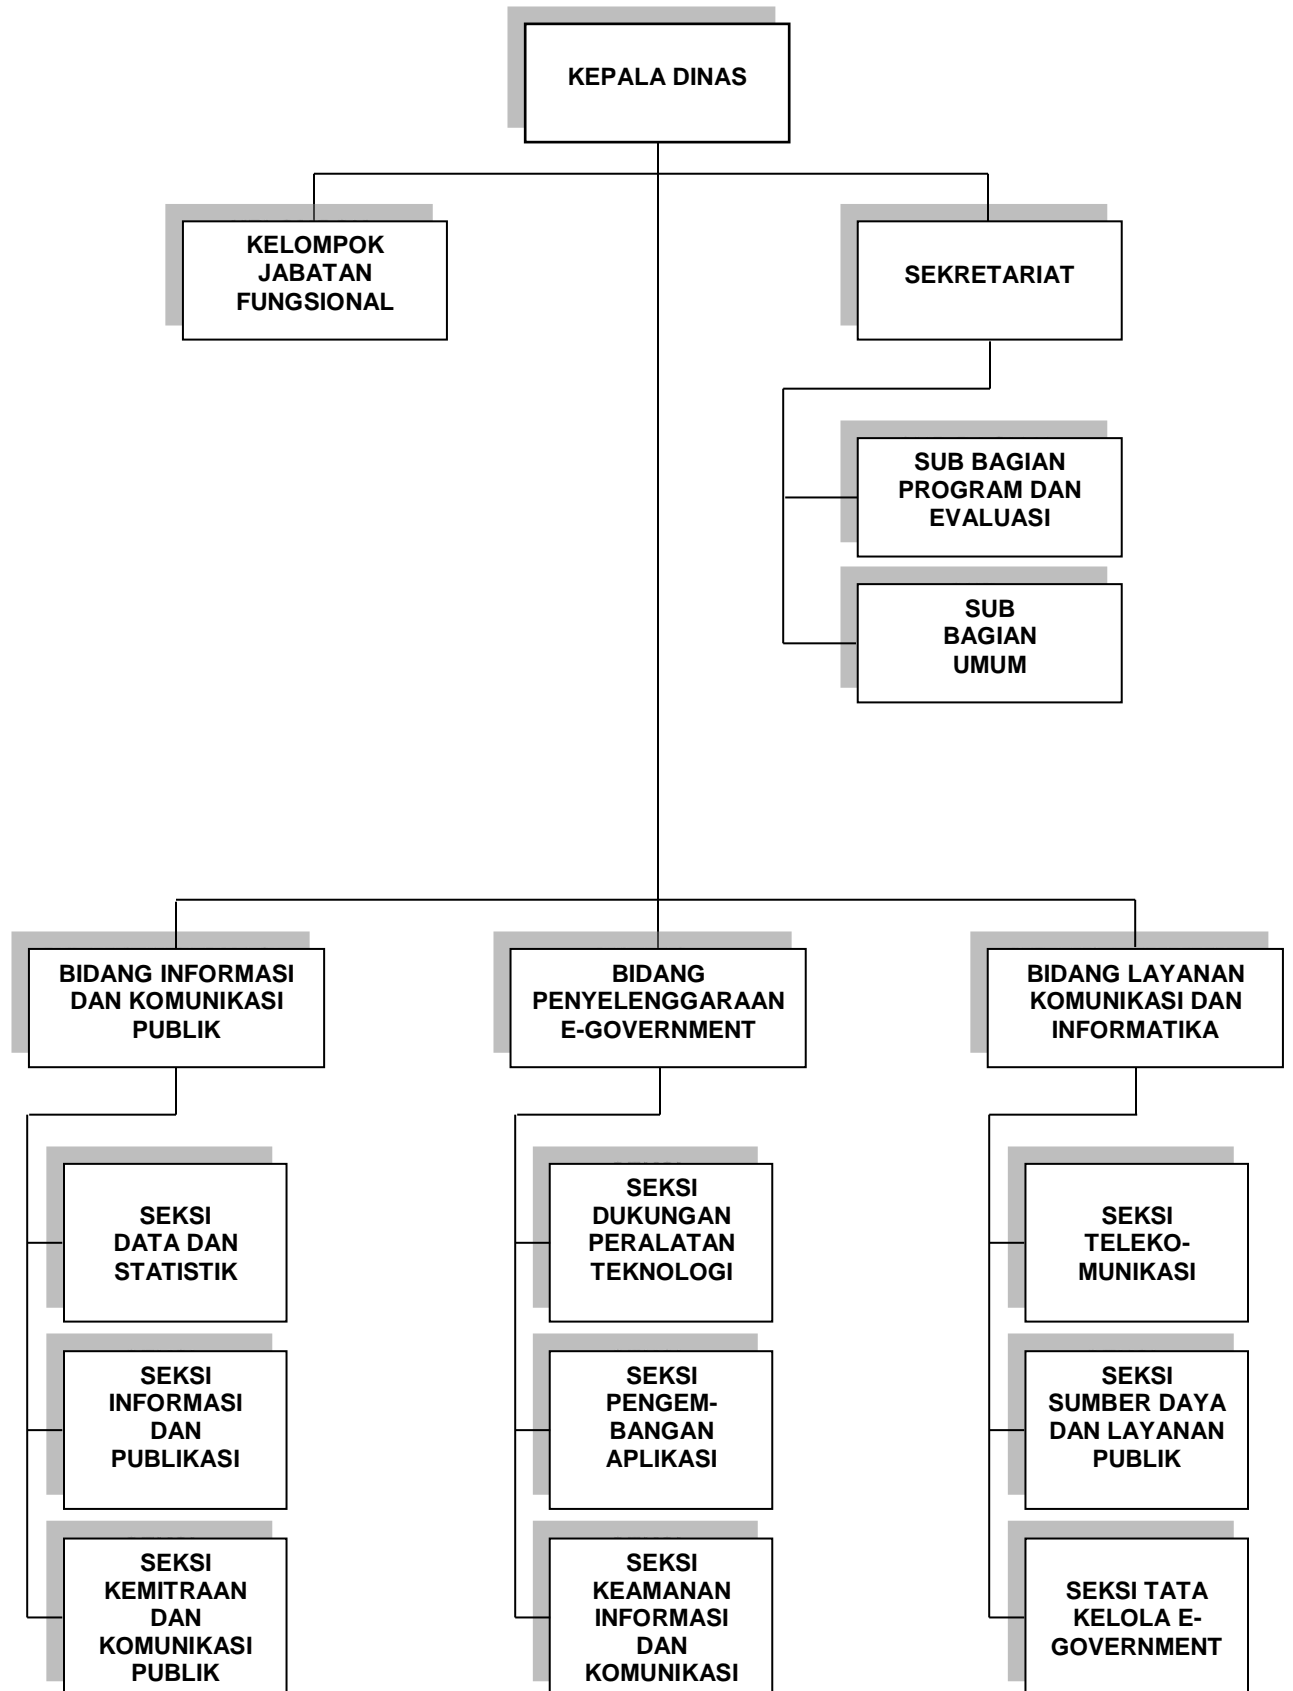 KEPALA DINAS
KELOMPOK
JABATAN
FUNGSIONAL
SEKRETARIAT
SUB BAGIAN
PROGRAM DAN
EVALUASI
SUB
BAGIAN
UMUM
BIDANG INFORMASI
DAN KOMUNIKASI
PUBLIK
BIDANG
PENYELENGGARAAN
E-GOVERNMENT
BIDANG LAYANAN
KOMUNIKASI DAN
INFORMATIKA
SEKSI
DATA DAN
STATISTIK
SEKSI
INFORMASI
DAN
PUBLIKASI
SEKSI
KEMITRAAN
DAN
KOMUNIKASI
PUBLIK
SEKSI
DUKUNGAN
PERALATAN
TEKNOLOGI
SEKSI
PENGEM-
BANGAN
APLIKASI
SEKSI
KEAMANAN
INFORMASI
DAN
KOMUNIKASI
SEKSI
TELEKO-
MUNIKASI
SEKSI
SUMBER DAYA
DAN LAYANAN
PUBLIK
SEKSI TATA
KELOLA E-
GOVERNMENT